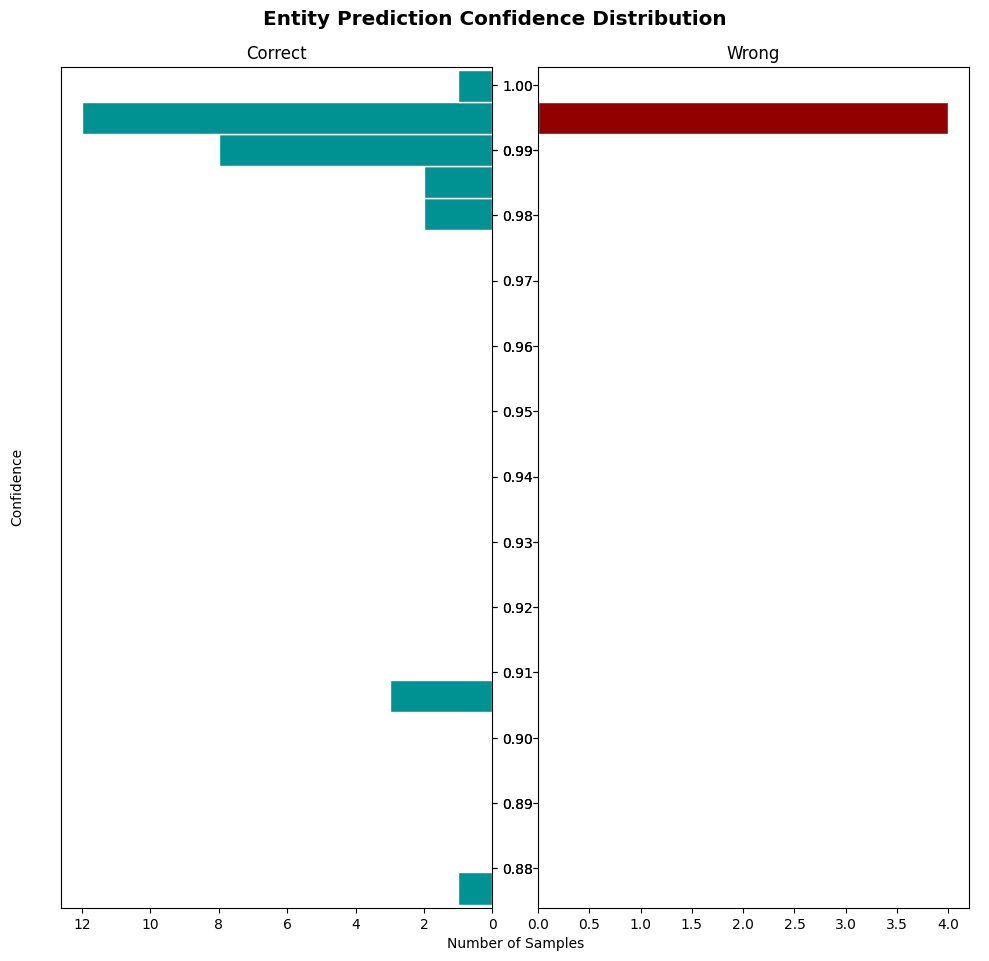 Entity Prediction Confidence Distribution
Correct
Wrong
Confidence
1.00
0.99
0.98
0.97
0.96
0.95
0.94
0.93
0.92
0.91
0.90
0.89
0.88
12 10 8 6 4 2 0
0.0 0.5 1.0 1.5 2.0 2.5 3.0 3.5 4.0
Number of Samples